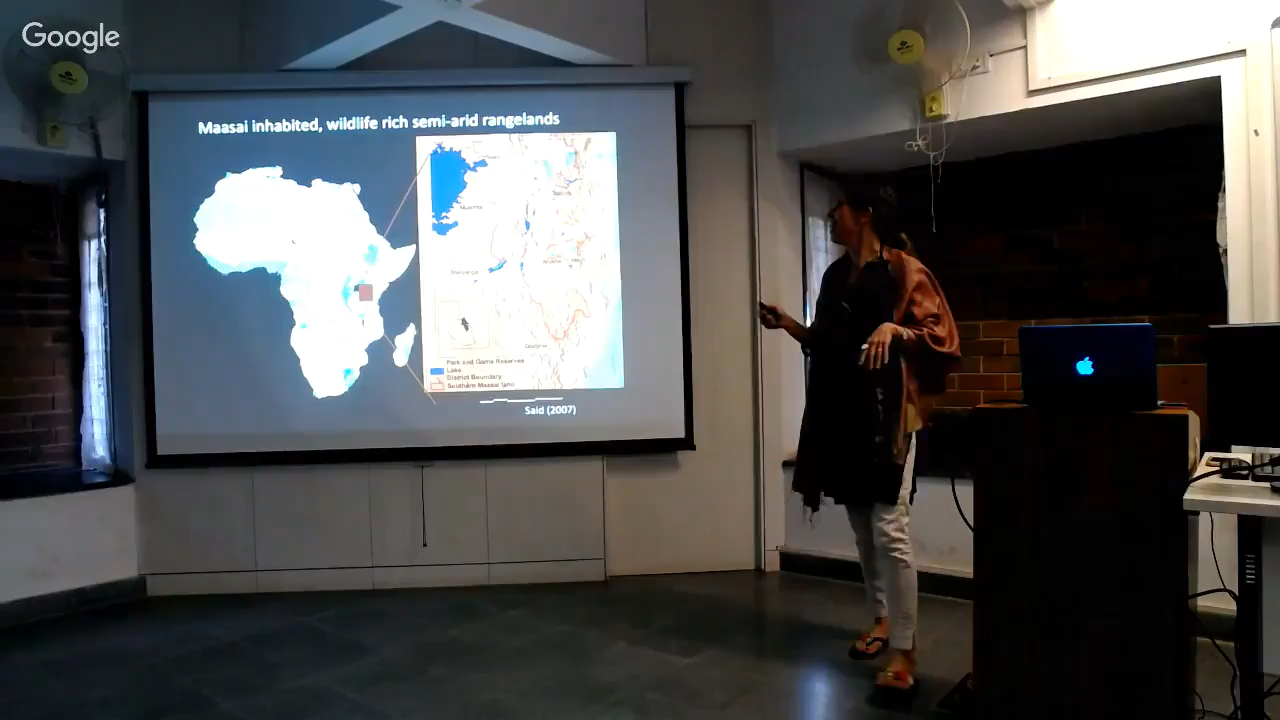 Google
Maasai inhabited, wildlife rich semi-arid rangelands
Park and Game Reserves
Lake
District Boundary
Southern Maasai land
Said (2007)